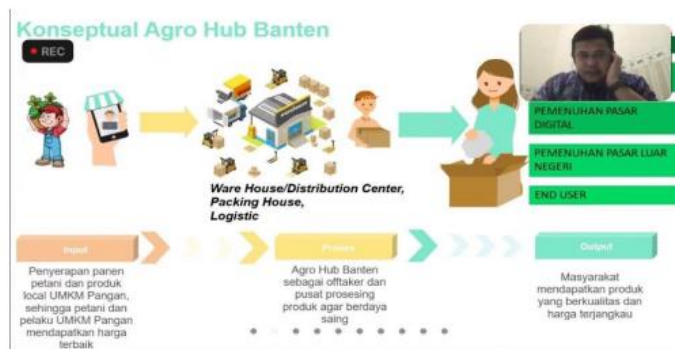 Konseptual Agro Hub Banten
REC
PEMENUHAN PASAR
DIGITAL
PEMENUHAN PASAR LUAR
NEGERI
END USER
Ware House/Distribution Center,
Packing House,
Logistic
Input
Penyerapan panen
petani dan produk
local UMKM Pangan,
sehingga petani dan
pelaku UMKM Pangan
mendapatkan harga
terbaik
Proses
Agro Hub Banten
sebagai offtaker dan
pusat prosesing
produk agar berdaya
saing
Output
Masyarakat
mendapatkan produk
yang berkualitas dan
harga terjangkau